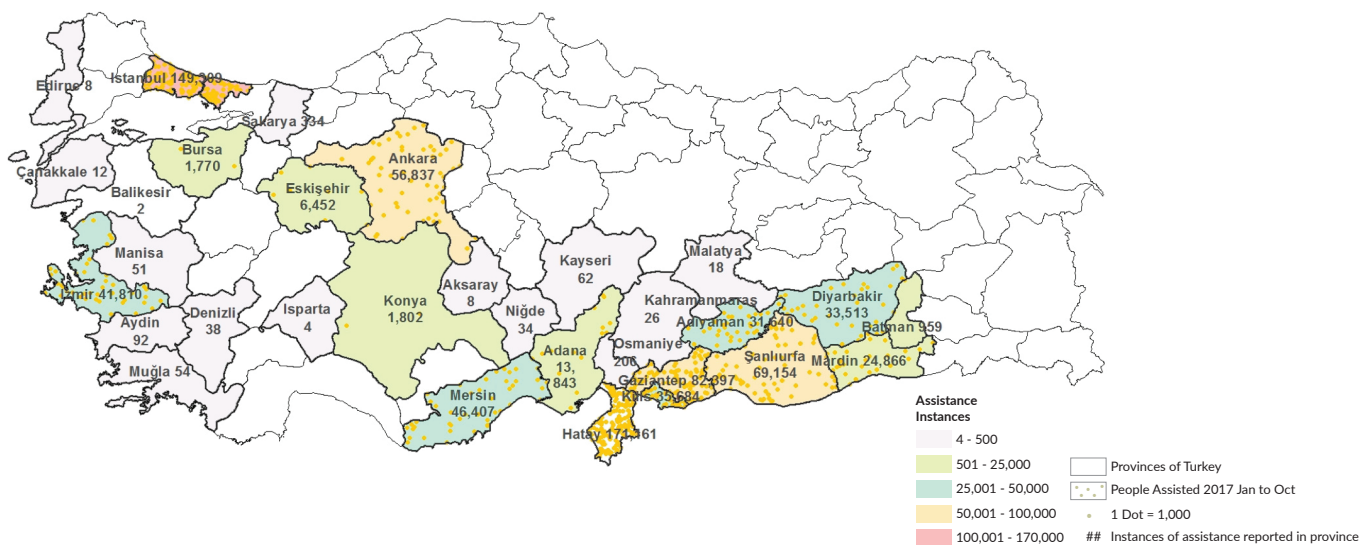 Edirne 8
Istanbul 149,309
Sakarya 334
Bursa
1,770
Ankara
56,837
Çanakkale 12
Balikesir
2
Eskişehir
6,452
Manisa
51
Izmir 41,810
Aydin
92
Denizli
38
Muğla 54
Isparta
4
Konya
1,802
Aksaray
8
Niğde
34
Kayseri
62
Malatya
18
Kahramanmaraş
26
Adiyaman 31,640
Diyarbakir
33,513
Batman 959
Mardin 24,866
Şanlıurfa
69,154
Osmaniye
206
Gaziantep 82,397
Kilis 35,684
Hatay 171,161
Adana
13,
843
Mersin
46,407
Assistance
Instances
4 - 500
501 - 25,000
25,001 - 50,000
50,001 - 100,000
100,001 - 170,000
Provinces of Turkey
People Assisted 2017 Jan to Oct
1 Dot = 1,000
## Instances of assistance reported in province